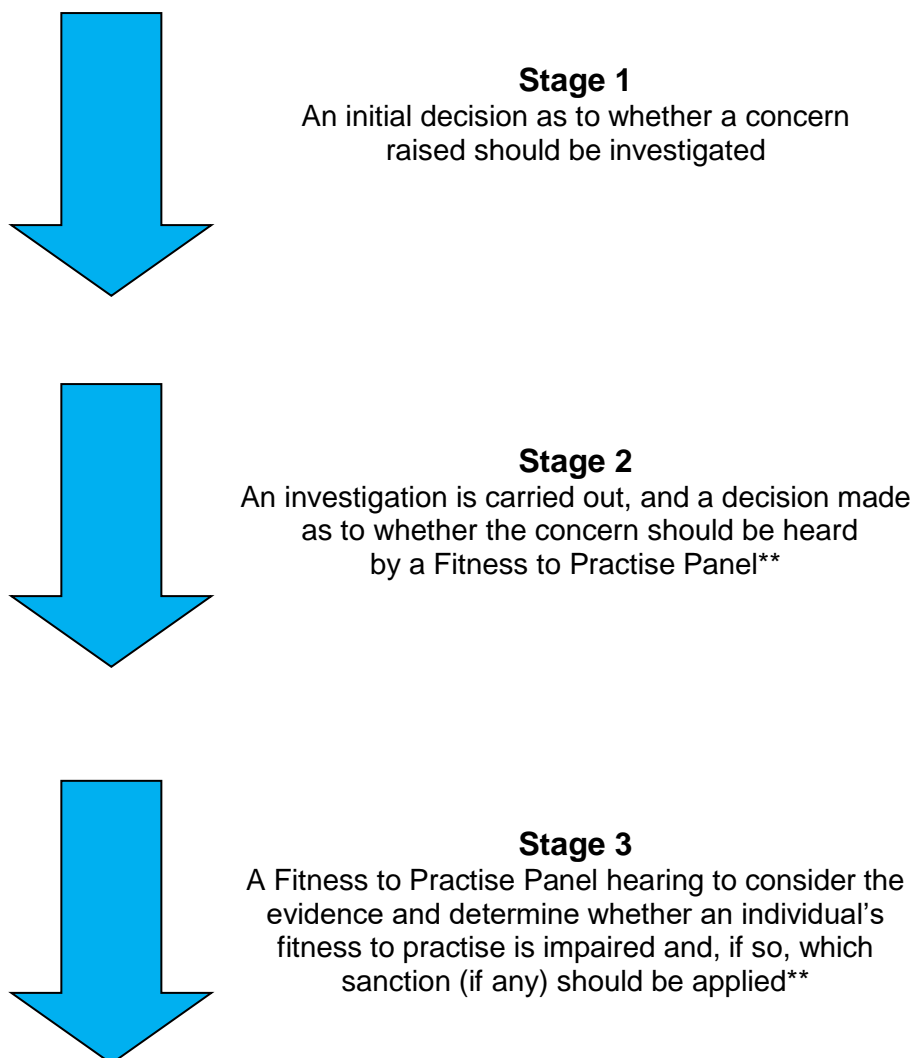 Stage 1
An initial decision as to whether a concern
raised should be investigated
Stage 2
An investigation is carried out, and a decision made
as to whether the concern should be heard
by a Fitness to Practise Panel**
Stage 3
A Fitness to Practise Panel hearing to consider the
evidence and determine whether an individual’s
fitness to practise is impaired and, if so, which
sanction (if any) should be applied**